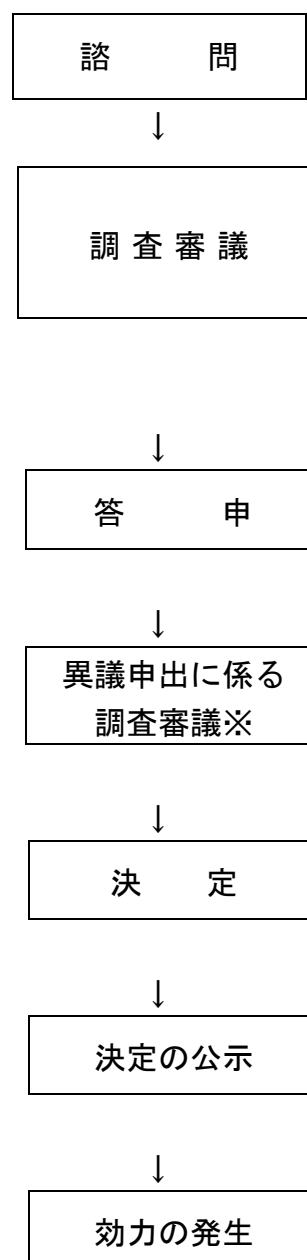 諮　　　問
↓
調 査 審 議
↓
答　　　申
↓
異議申出に係る
調査審議※
↓
決　　定
↓
決定の公示
↓
効力の発生